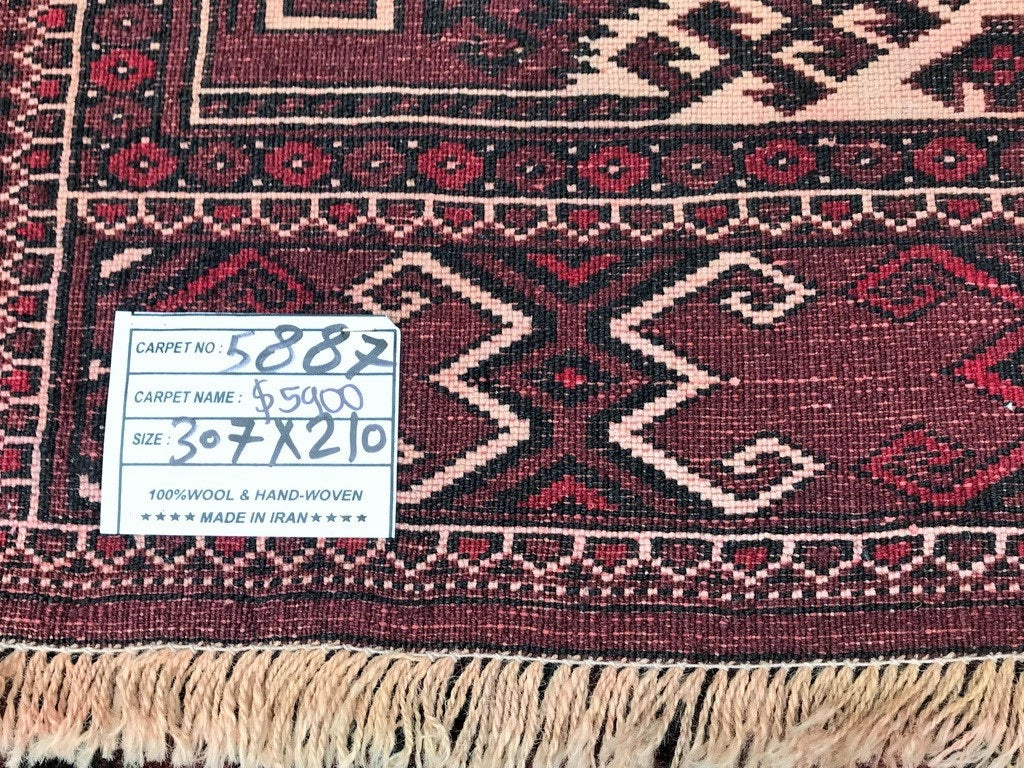 CARPET NO : 5887
CARPET NAME : $5900
SIZE : 307X210
100%WOOL & HAND-WOVEN
★★★★ MADE IN IRAN★★★★